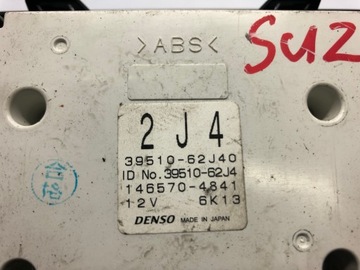 >ABS<
SUZ
2J4
39510-62J40
ID No. 39510-62J4
146570-4841
12V 6K13
DENSO MADE IN JAPAN